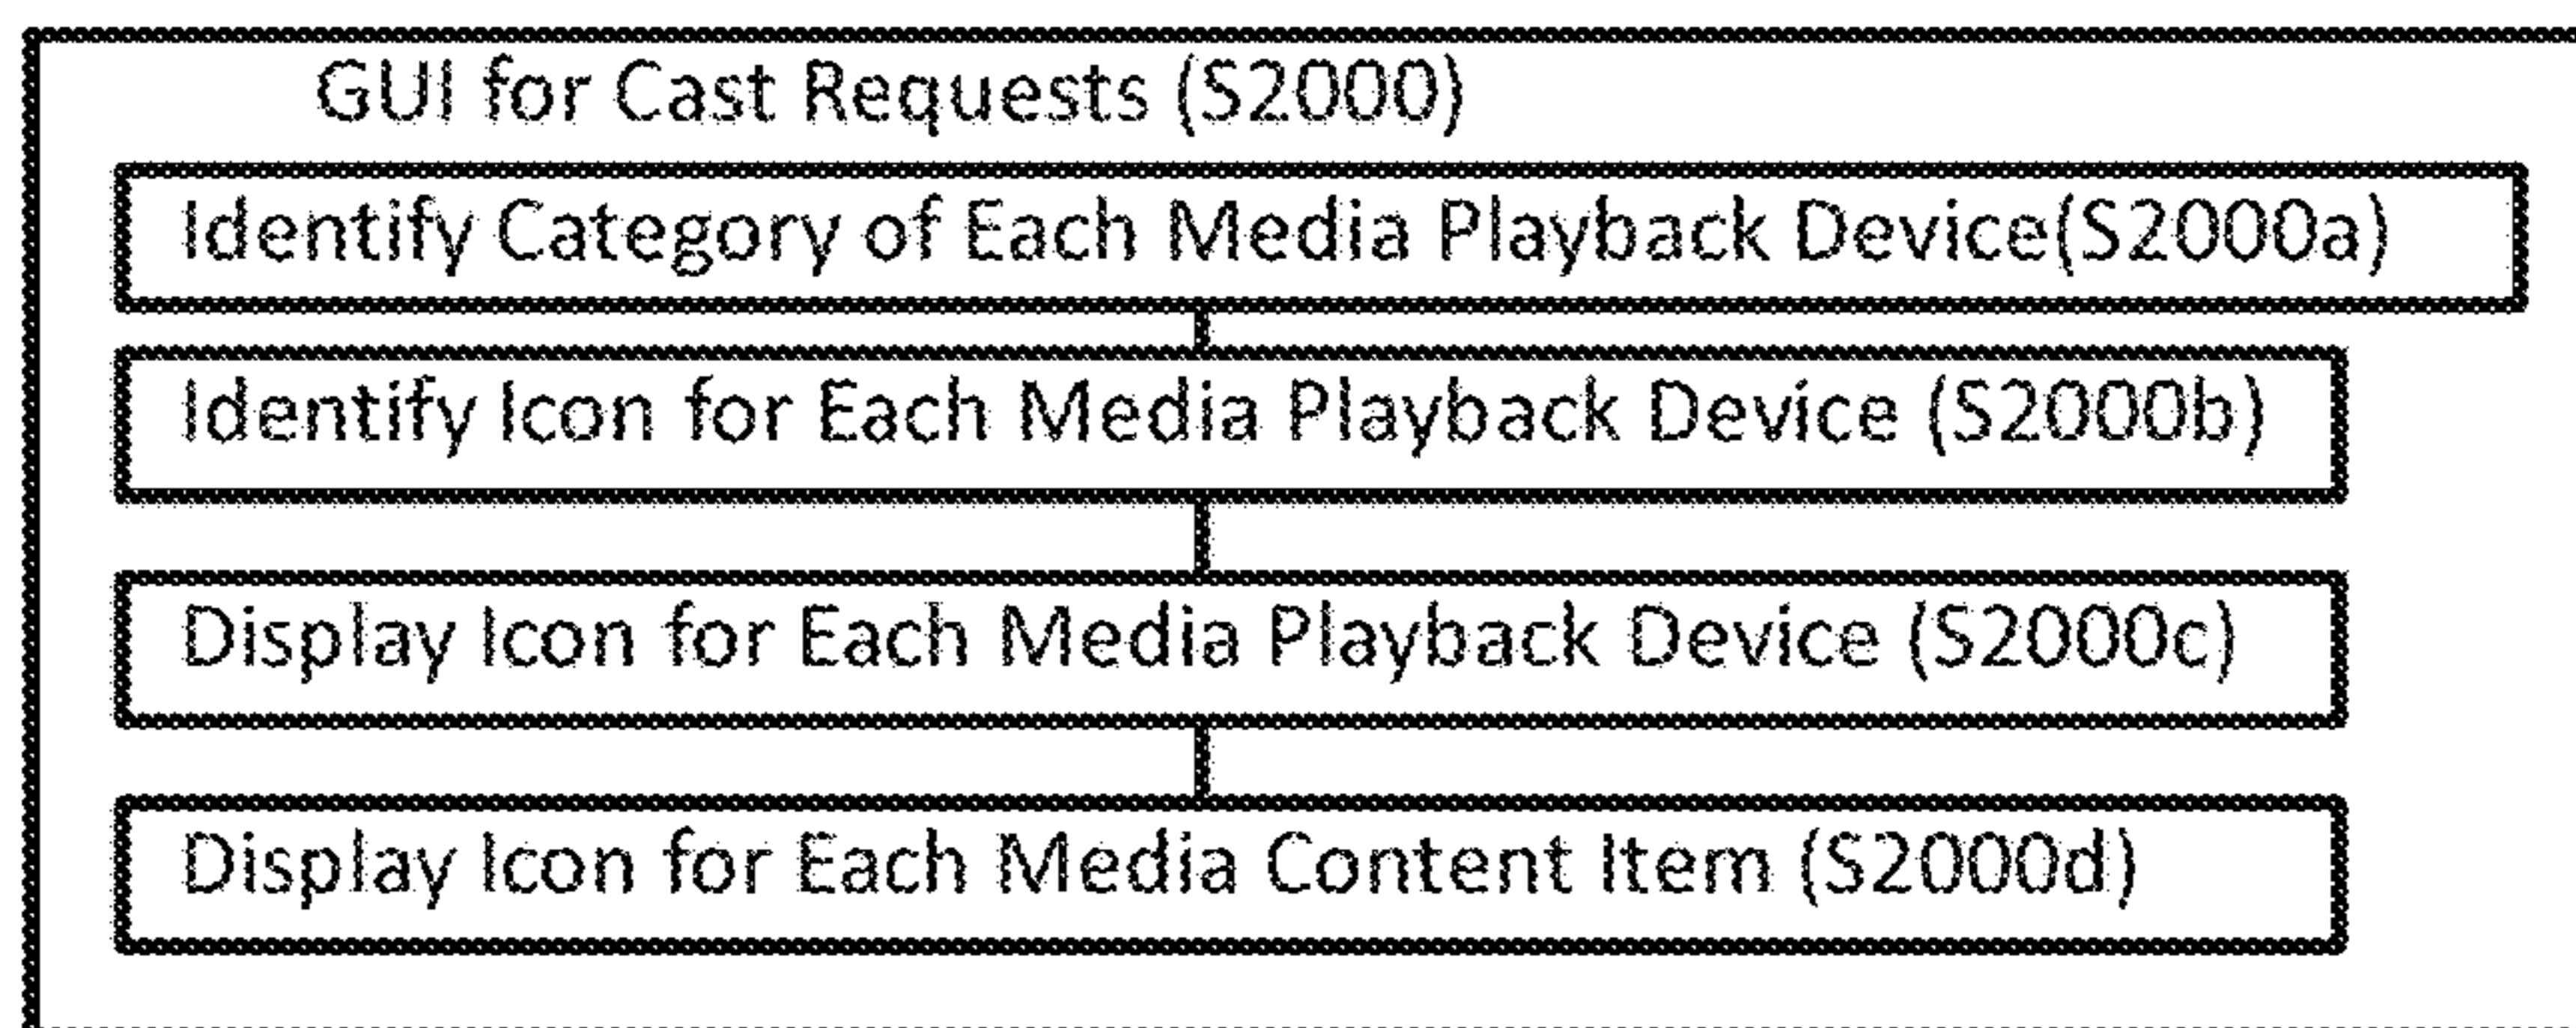 GUI for Cast Requests (S2000)
Identify Category of Each Media Playback Device(S2000a)
Identify Icon for Each Media Playback Device (S2000b)
Display Icon for Each Media Playback Device (S2000c)
Display Icon for Each Media Content Item (S2000d)